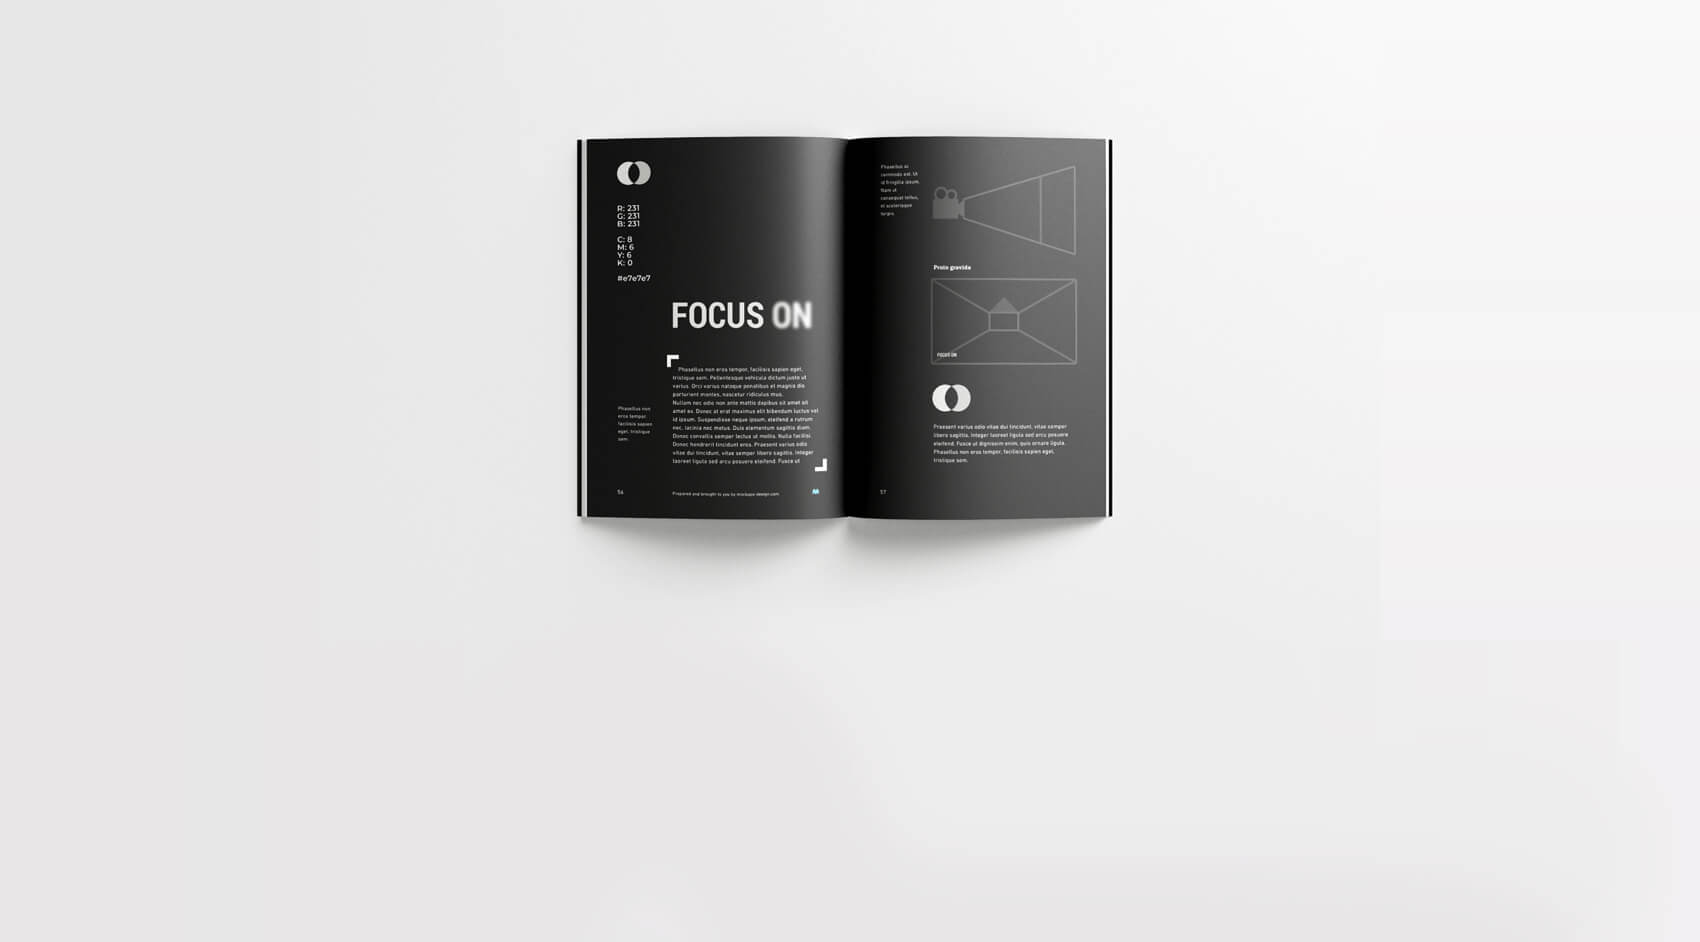 R: 231
G: 231
B: 231
C: 8
M: 6
Y: 6
K: 0
#e7e7e7
FOCUS ON
Phasellus non eros tempor, facilisis sapien eget,
tristique sem. Pellentesque vehicula dictum justo ut
varius. Orci varius natoque penatibus et magnis dis
parturient montes, nascetur ridiculus mus.
Nullam nec odio non ante mattis dapibus sit amet sit
amet ex. Donec at erat maximus elit bibendum luctus vel
id ipsum. Suspendisse neque ipsum, eleifend a rutrum
nec, lacinia nec metus. Duis elementum sagittis diam.
Donec convallis semper lectus ut mollis. Nulla facilisi.
Donec hendrerit tincidunt eros. Praesent varius odio
vitae dui tincidunt, vitae semper libero sagittis. Integer
laoreet ligula sed arcu posuere eleifend. Fusce ut
Phasellus non
eros tempor,
facilisis sapien
eget, tristique
sem.
56
Prepared and brought to you by mockups-design.com
Phasellus ac
commodo est. Ut
id fringilla ipsum.
Nam ut
consequat tellus,
et scelerisque
turpis.
Proin gravida
FOCUS ON
Praesent varius odio vitae dui tincidunt, vitae semper
libero sagittis. Integer laoreet ligula sed arcu posuere
eleifend. Fusce ut dignissim enim, quis ornare ligula.
Phasellus non eros tempor, facilisis sapien eget,
tristique sem.
57